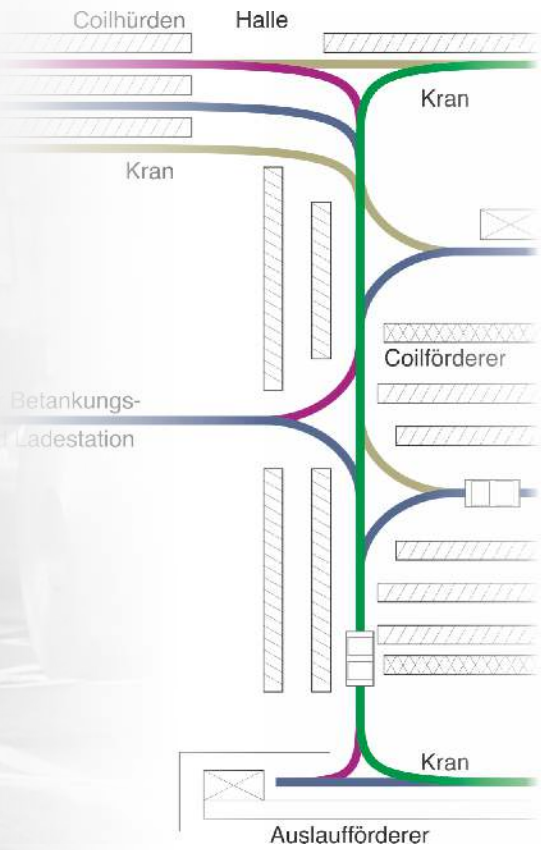 Coilhürden
Halle
Kran
Kran
Coilförderer
Betankungs-
Ladestation
Kran
Auslaufförderer